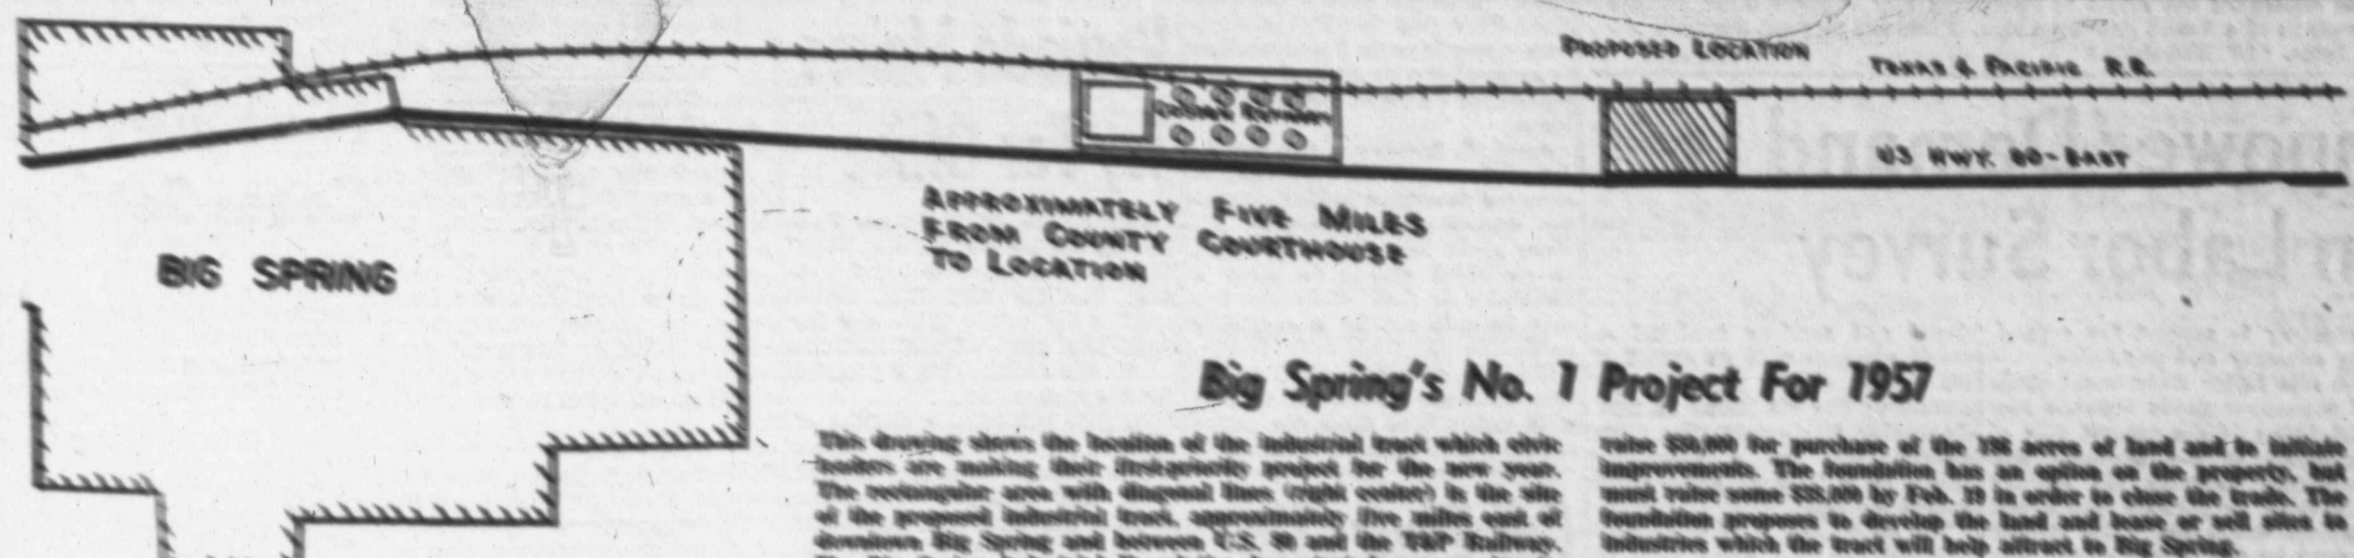 PROPOSED LOCATION
TEXAS & PACIFIC R.R.
COSDEN REFINERY
US HWY. 80-EAST
APPROXIMATELY FIVE MILES
FROM COUNTY COURTHOUSE
TO LOCATION
BIG SPRING
Big Spring's No. 1 Project For 1957
This drawing shows the location of the industrial tract which civic
leaders are making their first-priority project for the new year.
The rectangular area with diagonal lines (right center) is the site
of the proposed industrial tract, approximately five miles east of
downtown Big Spring and between U.S. 80 and the T&P Railway.
raise $50,000 for purchase of the acres of land and to initiate
improvements. The foundation has an option on the property, but
must raise some by Feb. in order to close the trade. The
foundation proposes to develop the land and lease or sell sites to
industries which the tract will help attract to Big Spring.